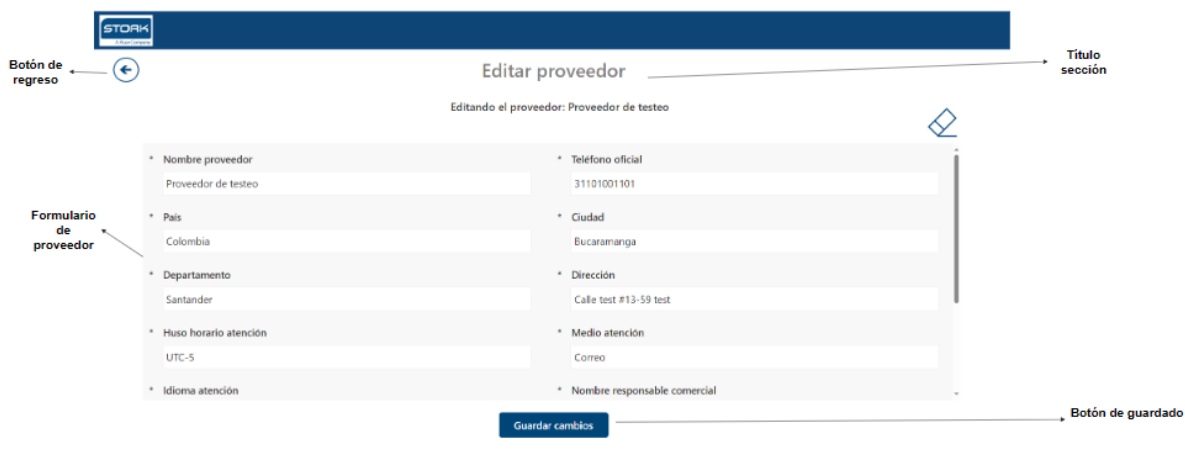 STORK
Botón de
regreso
Editar proveedor
Título
sección
Editando el proveedor: Proveedor de testeo
* Nombre proveedor
Proveedor de testeo
* Teléfono oficial
31101001101
Formulario
de
proveedor
* País
Colombia
* Ciudad
Bucaramanga
* Departamento
Santander
* Dirección
Calle test #13-59 test
* Huso horario atención
UTC-5
* Medio atención
Correo
* Idioma atención
* Nombre responsable comercial
Guardar cambios
Botón de guardado